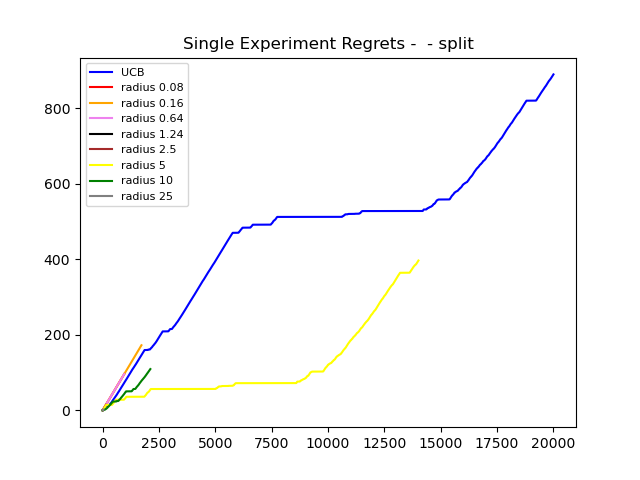 Single Experiment Regrets -  - split
UCB
radius 0.08
radius 0.16
radius 0.64
radius 1.24
radius 2.5
radius 5
radius 10
radius 25
800
600
400
200
0
0 2500 5000 7500 10000 12500 15000 17500 20000